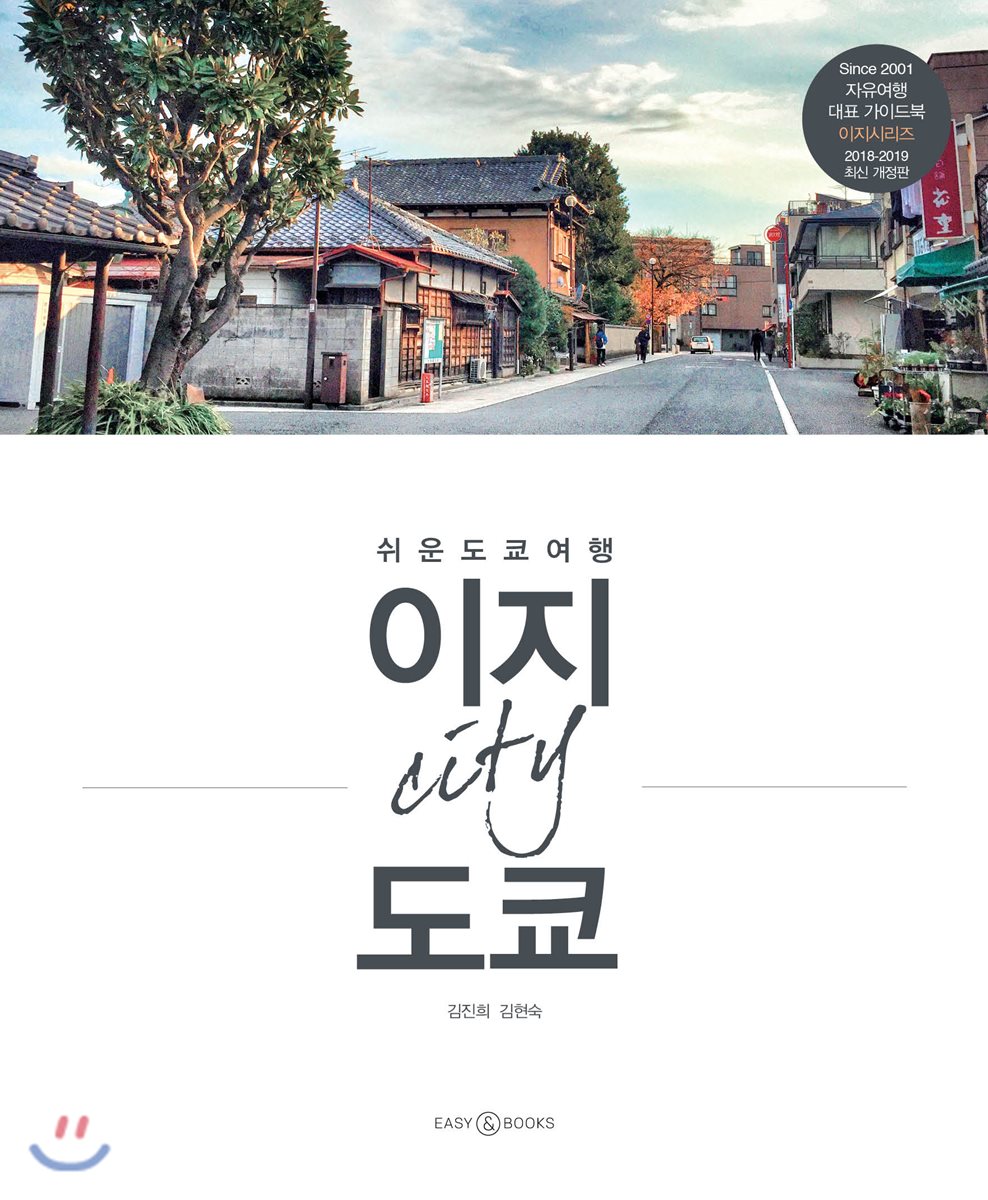 Since 2001
자유여행
대표 가이드북
이지시리즈
2018-2019
최신 개정판
쉬운도쿄여행
이지
city
도쿄
김진희 김현숙
EASY & BOOKS